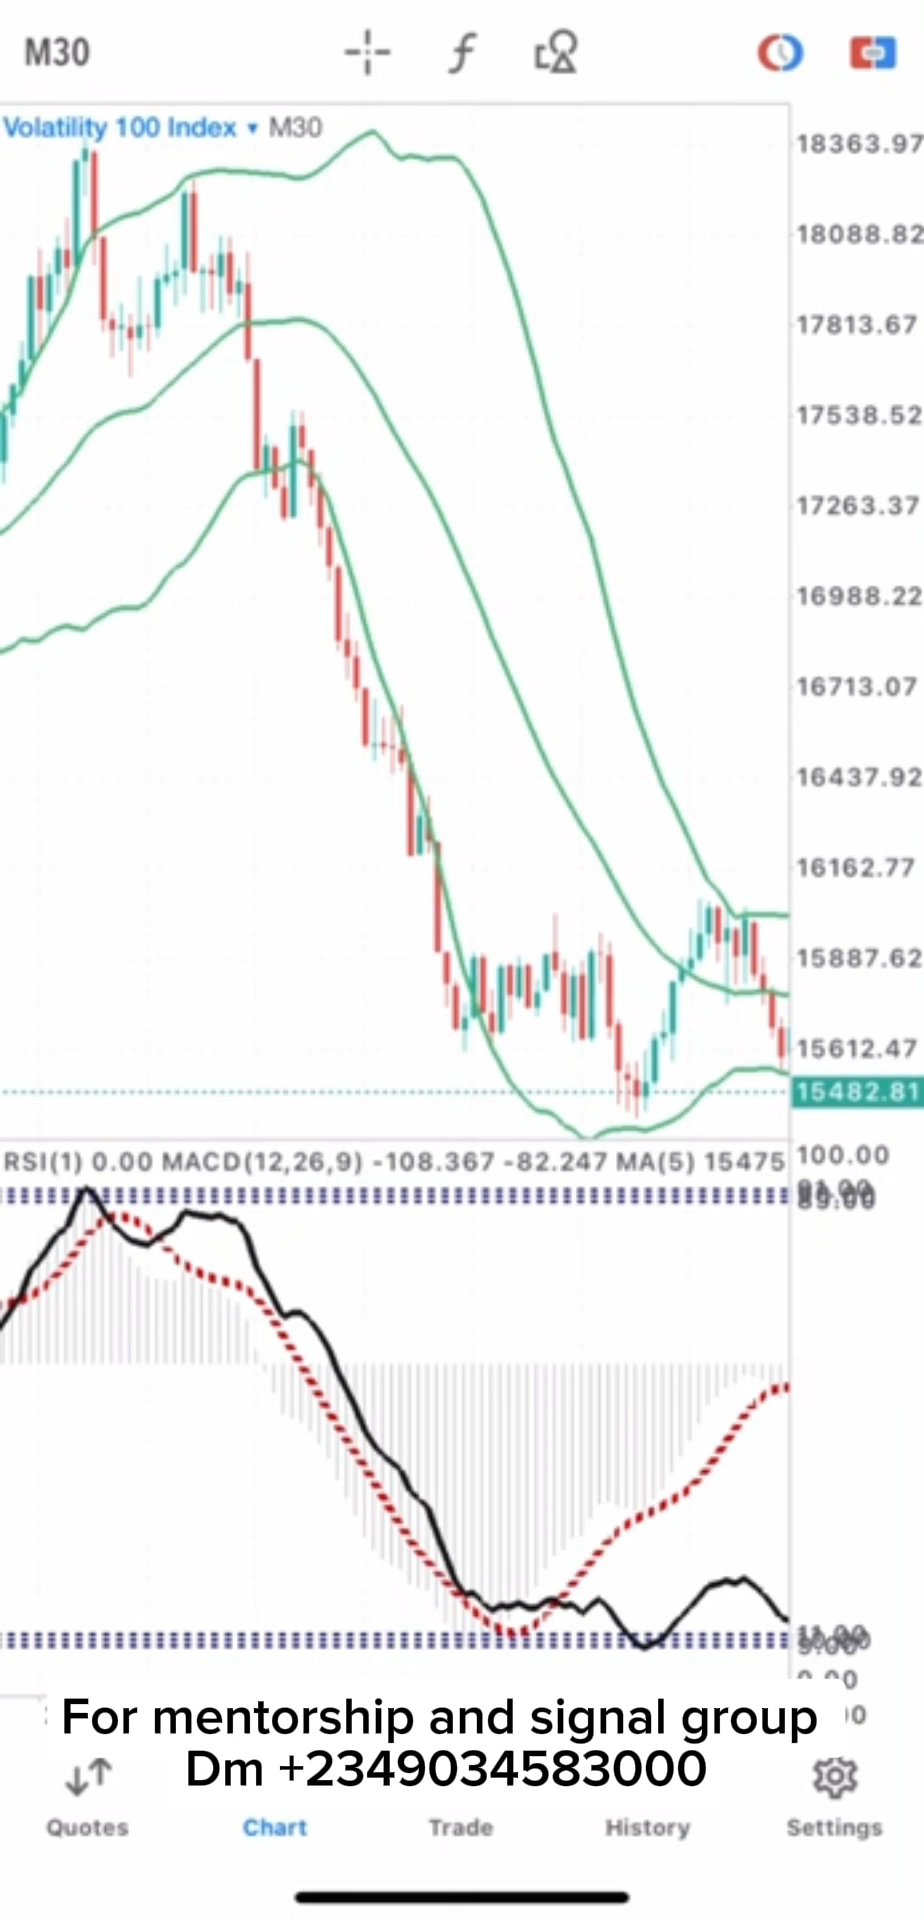 M30
Volatility 100 Index ▾ M30
18363.97
18088.82
17813.67
17538.52
17263.37
16988.22
16713.07
16437.92
16162.77
15887.62
15612.47
15482.81
RSI(1) 0.00 MACD(12,26,9) -108.367 -82.247 MA(5) 15475
100.00
For mentorship and signal group
Dm +2349034583000
Quotes
Chart
Trade
History
Settings